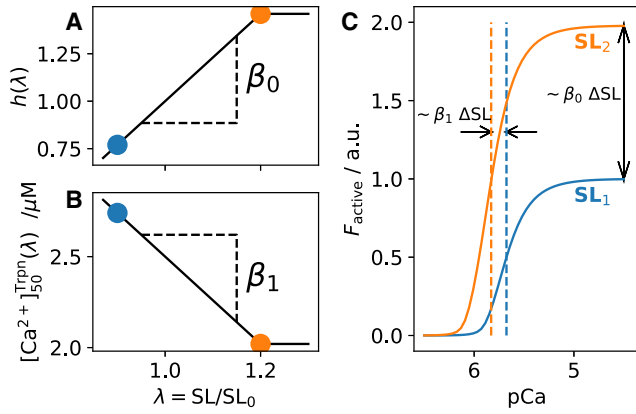 A
h(λ)
1.25
1.00
0.75
β₀
B
[Ca²⁺]₅₀ᵀʳᵖⁿ(λ) /μM
2.5
2.0
β₁
1.0
1.2
λ = SL/SL₀
C
F_active / a.u.
2.0
1.5
1.0
0.5
0.0
SL₂
~ β₁ ΔSL
~ β₀ ΔSL
SL₁
6
5
pCa